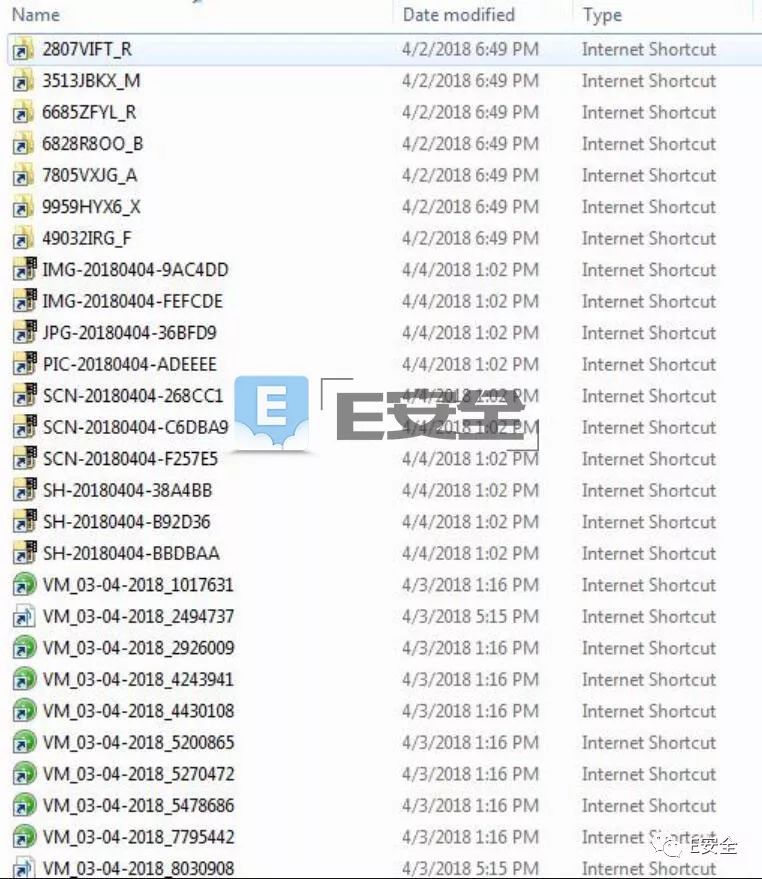 Name Date modified Type
2807VIFT_R 4/2/2018 6:49 PM Internet Shortcut
3513JBKX_M 4/2/2018 6:49 PM Internet Shortcut
6685ZFYL_R 4/2/2018 6:49 PM Internet Shortcut
6828R8OO_B 4/2/2018 6:49 PM Internet Shortcut
7805VXJG_A 4/2/2018 6:49 PM Internet Shortcut
9959HYX6_X 4/2/2018 6:49 PM Internet Shortcut
49032IRG_F 4/2/2018 6:49 PM Internet Shortcut
IMG-20180404-9AC4DD 4/4/2018 1:02 PM Internet Shortcut
IMG-20180404-FEFCDE 4/4/2018 1:02 PM Internet Shortcut
JPG-20180404-36BFD9 4/4/2018 1:02 PM Internet Shortcut
PIC-20180404-ADEEEE 4/4/2018 1:02 PM Internet Shortcut
SCN-20180404-268CC1 4/4/2018 1:02 PM Internet Shortcut
E E安全
SCN-20180404-C6DBA9 4/4/2018 1:02 PM Internet Shortcut
SCN-20180404-F257E5 4/4/2018 1:02 PM Internet Shortcut
SH-20180404-38A4BB 4/4/2018 1:02 PM Internet Shortcut
SH-20180404-B92D36 4/4/2018 1:02 PM Internet Shortcut
SH-20180404-BBDBAA 4/4/2018 1:02 PM Internet Shortcut
VM_03-04-2018_1017631 4/3/2018 1:16 PM Internet Shortcut
VM_03-04-2018_2494737 4/3/2018 5:15 PM Internet Shortcut
VM_03-04-2018_2926009 4/3/2018 1:16 PM Internet Shortcut
VM_03-04-2018_4243941 4/3/2018 1:16 PM Internet Shortcut
VM_03-04-2018_4430108 4/3/2018 1:16 PM Internet Shortcut
VM_03-04-2018_5200865 4/3/2018 1:16 PM Internet Shortcut
VM_03-04-2018_5270472 4/3/2018 1:16 PM Internet Shortcut
VM_03-04-2018_5478686 4/3/2018 1:16 PM Internet Shortcut
VM_03-04-2018_7795442 4/3/2018 1:16 PM Internet Shortcut
E安全
VM_03-04-2018_8030908 4/3/2018 5:15 PM Internet Shortcut